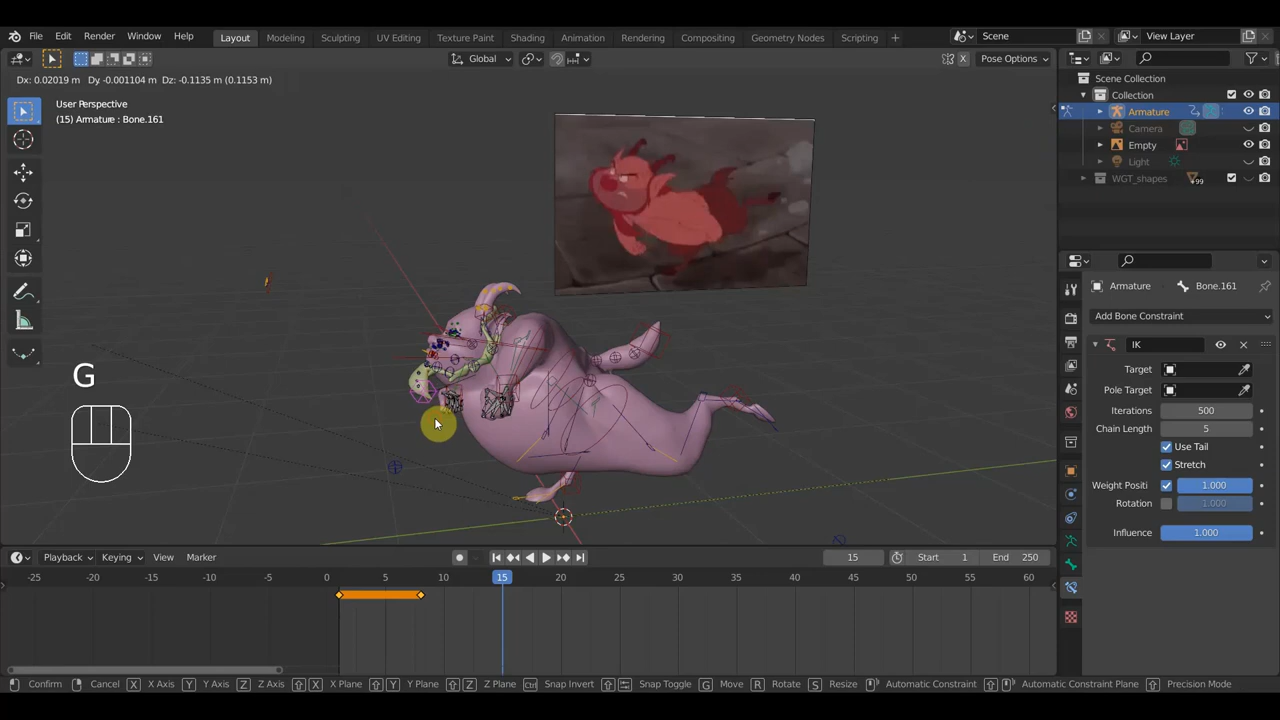 File Edit Render Window Help Layout Modeling Sculpting UV Editing Texture Paint Shading Animation Rendering Compositing Geometry Nodes Scripting + Scene View Layer
Global X Pose Options
Dx: 0.02019 m Dy: -0.001104 m Dz: -0.1135 m (0.1153 m)
User Perspective
(15) Armature : Bone.161
Scene Collection
Collection
Armature
Camera
Empty
Light
WGT_shapes 99
Armature Bone.161
Add Bone Constraint
IK
Target
Pole Target
Iterations 500
Chain Length 5
Use Tail
Stretch
Weight Positi 1.000
Rotation 1.000
Influence 1.000
G
Playback Keying View Marker 15 Start 1 End 250
-25 -20 -15 -10 -5 0 5 10 15 20 25 30 35 40 45 50 55 60
Confirm Cancel X X Axis Y Y Axis Z Z Axis X X Plane Y Y Plane Z Z Plane Ctrl Snap Invert Snap Toggle G Move R Rotate S Resize Automatic Constraint Automatic Constraint Plane Precision Mode